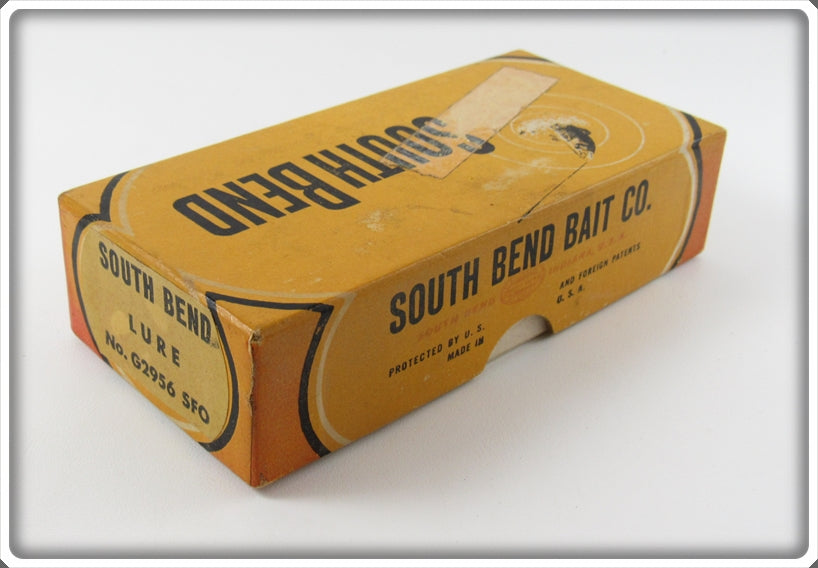 SOUTH BEND
SOUTH BEND BAIT CO.
SOUTH BEND INDIANA, U.S.A.
PROTECTED BY U. S. AND FOREIGN PATENTS
MADE IN U. S. A.
SOUTH BEND
LURE
No. G2956 SFO